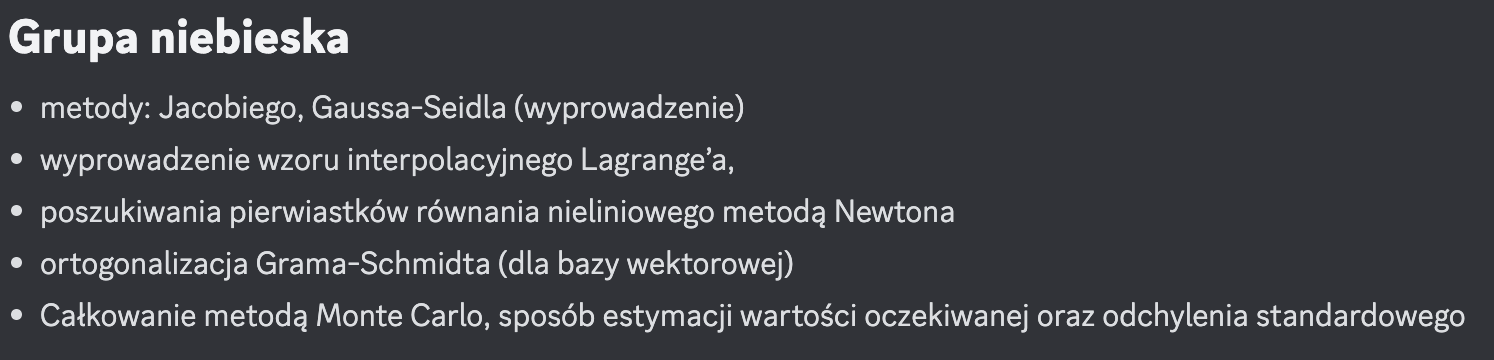 Grupa niebieska
• metody: Jacobiego, Gaussa-Seidla (wyprowadzenie)
• wyprowadzenie wzoru interpolacyjnego Lagrange’a,
• poszukiwania pierwiastków równania nieliniowego metodą Newtona
• ortogonalizacja Grama-Schmidta (dla bazy wektorowej)
• Całkowanie metodą Monte Carlo, sposób estymacji wartości oczekiwanej oraz odchylenia standardowego